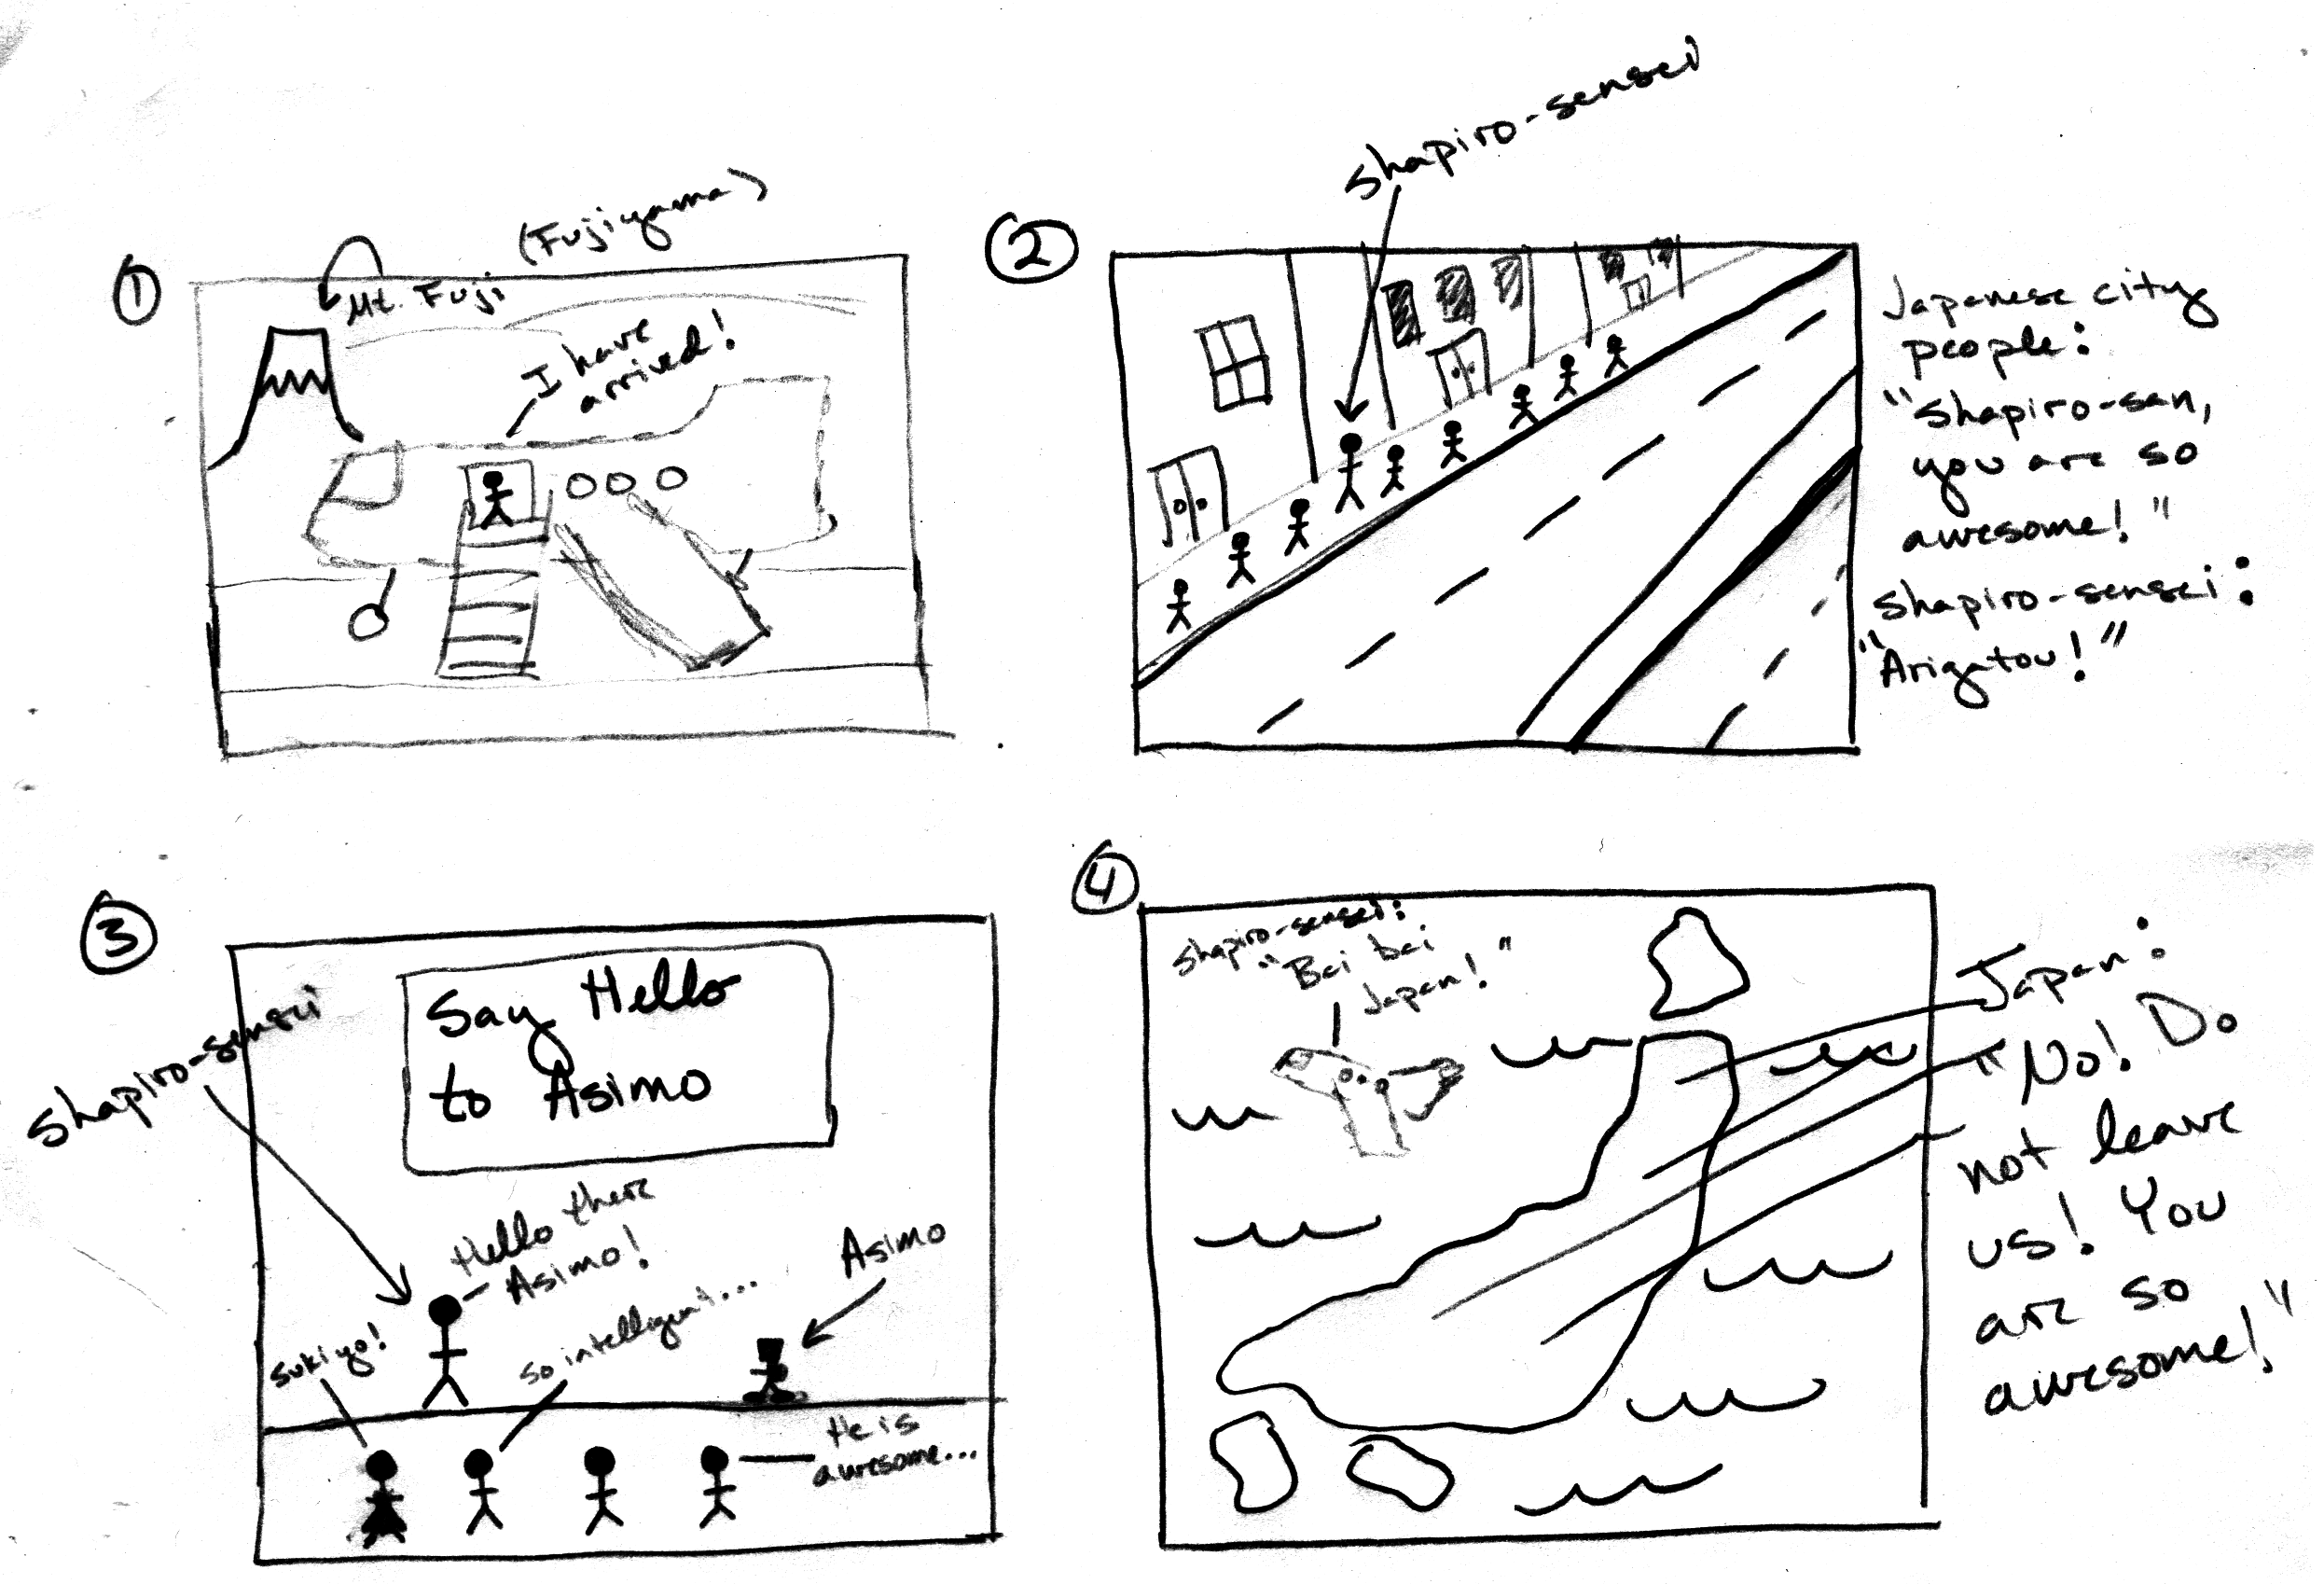 ①
(Fujiyama)
Mt. Fuji
I have
arrived!
②
Shapiro-sensei
Japanese city
people:
"Shapiro-san,
you are so
awesome!"
Shapiro-sensei:
"Arigatou!"
③
Shapiro-sensei
Say Hello
to Asimo
Hello there
Asimo!
Asimo
suki yo!
so intelligent...
He is
awesome...
④
Shapiro-sensei:
"Bai bai
Japan!"
Japan:
"No! Do
not leave
us! You
are so
awesome!"